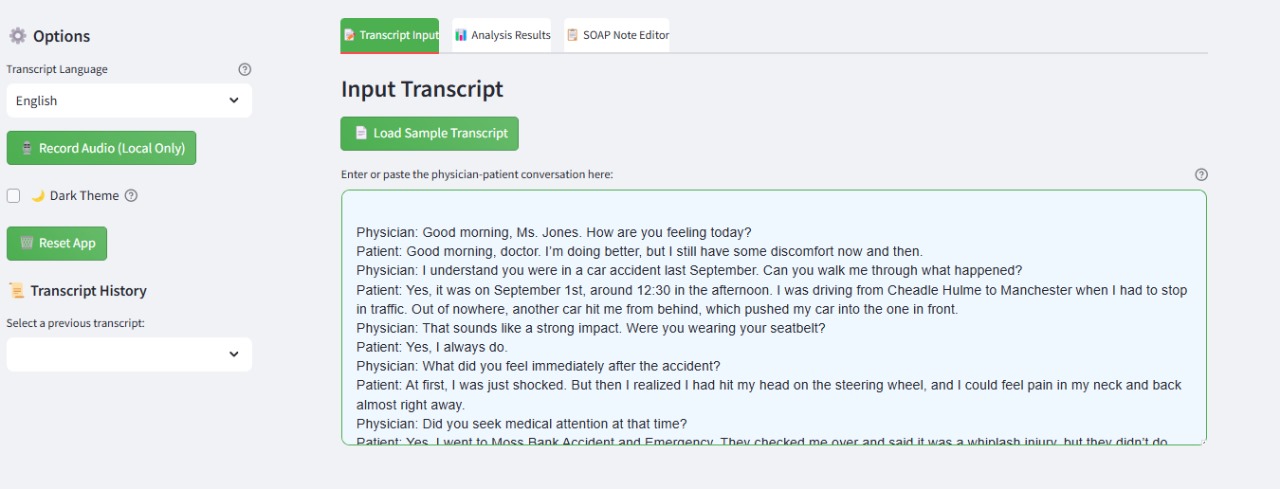 Options
Transcript Language
English
Record Audio (Local Only)
Dark Theme
Reset App
Transcript History
Select a previous transcript:
Transcript Input
Analysis Results
SOAP Note Editor
Input Transcript
Load Sample Transcript
Enter or paste the physician-patient conversation here:
Physician: Good morning, Ms. Jones. How are you feeling today?
Patient: Good morning, doctor. I’m doing better, but I still have some discomfort now and then.
Physician: I understand you were in a car accident last September. Can you walk me through what happened?
Patient: Yes, it was on September 1st, around 12:30 in the afternoon. I was driving from Cheadle Hulme to Manchester when I had to stop
in traffic. Out of nowhere, another car hit me from behind, which pushed my car into the one in front.
Physician: That sounds like a strong impact. Were you wearing your seatbelt?
Patient: Yes, I always do.
Physician: What did you feel immediately after the accident?
Patient: At first, I was just shocked. But then I realized I had hit my head on the steering wheel, and I could feel pain in my neck and back
almost right away.
Physician: Did you seek medical attention at that time?
Patient: Yes, I went to Moss Bank Accident and Emergency. They checked me over and said it was a whiplash injury, but they didn’t do